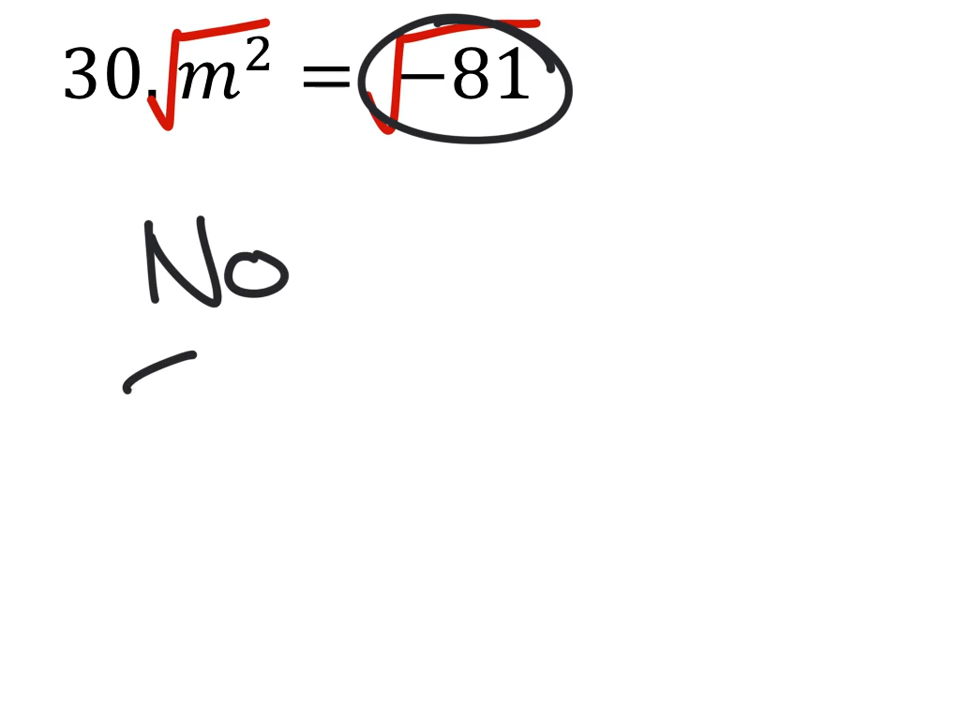 30. √m² = √−81
No